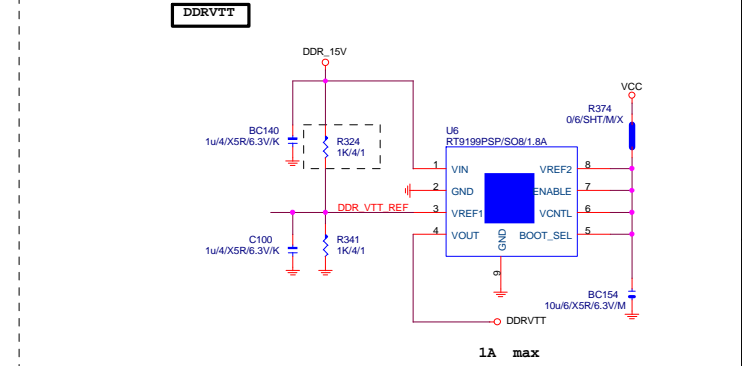 DDRVTT
DDR_15V
VCC
R374
0/6/SHT/M/X
BC140
1u/4/X5R/6.3V/K
R324
1K/4/1
U6
RT9199PSP/SO8/1.8A
1 VIN VREF2 8
2 GND ENABLE 7
DDR_VTT_REF 3 VREF1 VCNTL 6
4 VOUT GND BOOT_SEL 5
C100
1u/4/X5R/6.3V/K
R341
1K/4/1
9
BC154
10u/6/X5R/6.3V/M
DDRVTT
1A max